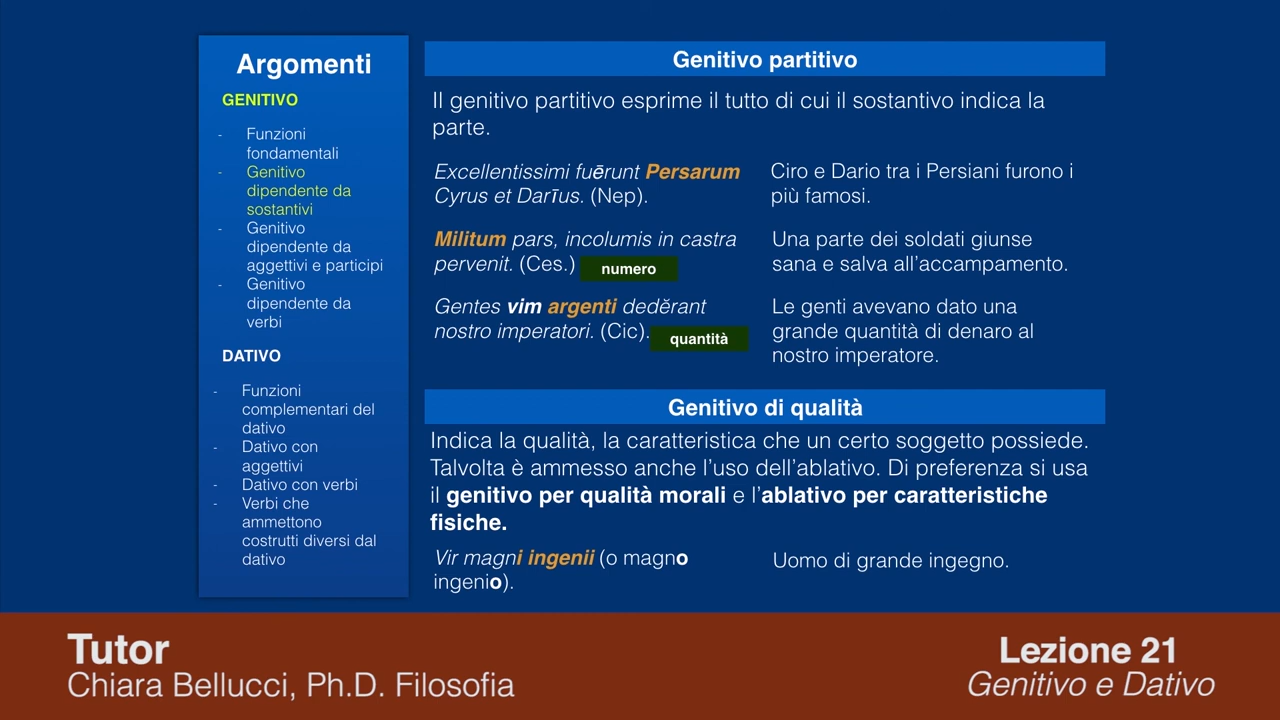 Argomenti
GENITIVO
- Funzioni
fondamentali
- Genitivo
dipendente da
sostantivi
- Genitivo
dipendente da
aggettivi e participi
- Genitivo
dipendente da
verbi
DATIVO
- Funzioni
complementari del
dativo
- Dativo con
aggettivi
- Dativo con verbi
- Verbi che
ammettono
costrutti diversi dal
dativo
Genitivo partitivo
Il genitivo partitivo esprime il tutto di cui il sostantivo indica la
parte.
Excellentissimi fuērunt Persarum
Cyrus et Darīus. (Nep).
Ciro e Dario tra i Persiani furono i
più famosi.
Militum pars, incolumis in castra
pervenit. (Ces.)
numero
Una parte dei soldati giunse
sana e salva all’accampamento.
Gentes vim argenti dedĕrant
nostro imperatori. (Cic).
quantità
Le genti avevano dato una
grande quantità di denaro al
nostro imperatore.
Genitivo di qualità
Indica la qualità, la caratteristica che un certo soggetto possiede.
Talvolta è ammesso anche l’uso dell’ablativo. Di preferenza si usa
il genitivo per qualità morali e l’ablativo per caratteristiche
fisiche.
Vir magni ingenii (o magno
ingenio).
Uomo di grande ingegno.
Tutor
Chiara Bellucci, Ph.D. Filosofia
Lezione 21
Genitivo e Dativo